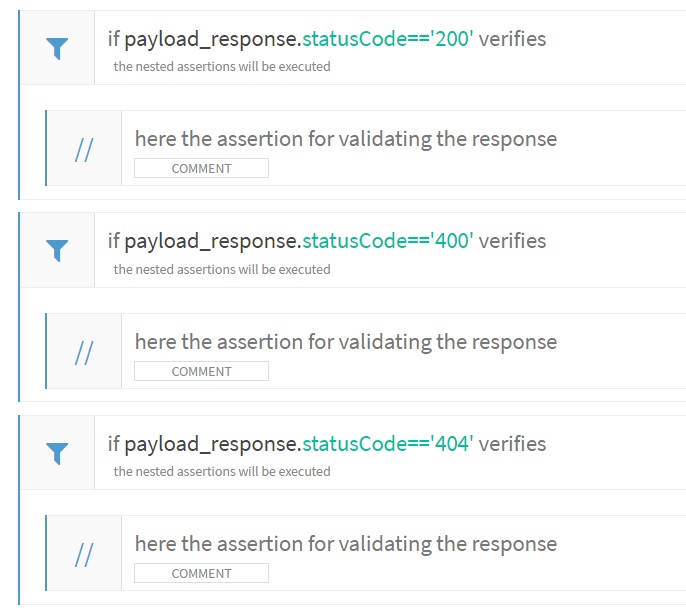 if payload_response.statusCode=='200' verifies
the nested assertions will be executed
// here the assertion for validating the response
COMMENT
if payload_response.statusCode=='400' verifies
the nested assertions will be executed
// here the assertion for validating the response
COMMENT
if payload_response.statusCode=='404' verifies
the nested assertions will be executed
// here the assertion for validating the response
COMMENT